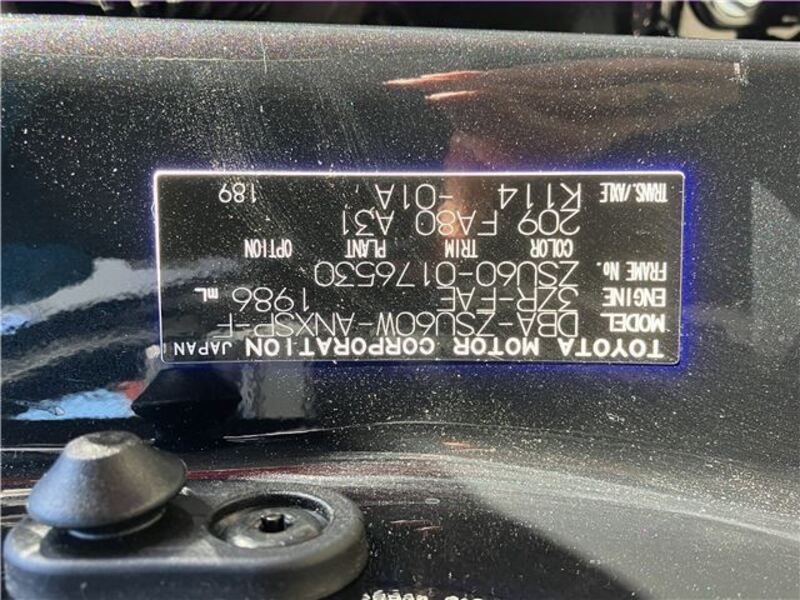 TOYOTA MOTOR CORPORATION JAPAN
MODEL DBA-ZSU60W-ANXSP-F
ENGINE 3ZR-FAE 1986 mL
FRAME No. ZSU60-0176530
COLOR TRIM PLANT OPTION
209 FA80 A31
TRANS./AXLE K114 -01A 189